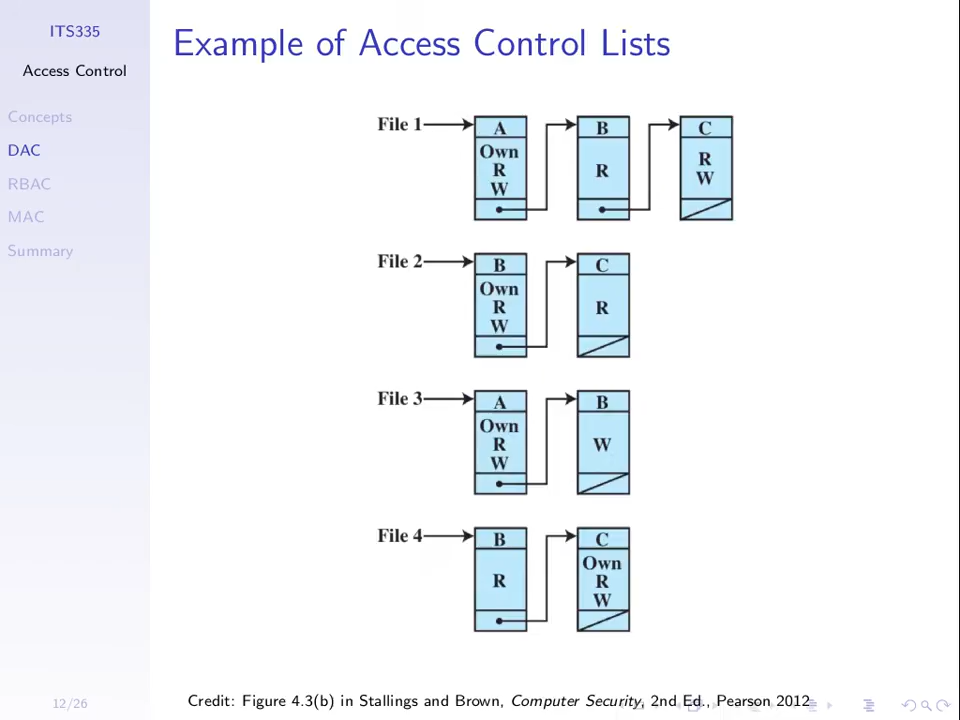 ITS335
Access Control
Concepts
DAC
RBAC
MAC
Summary
12/26
Example of Access Control Lists
File 1
A
Own
R
W
B
R
C
R
W
File 2
B
Own
R
W
C
R
File 3
A
Own
R
W
B
W
File 4
B
R
C
Own
R
W
Credit: Figure 4.3(b) in Stallings and Brown, Computer Security, 2nd Ed., Pearson 2012